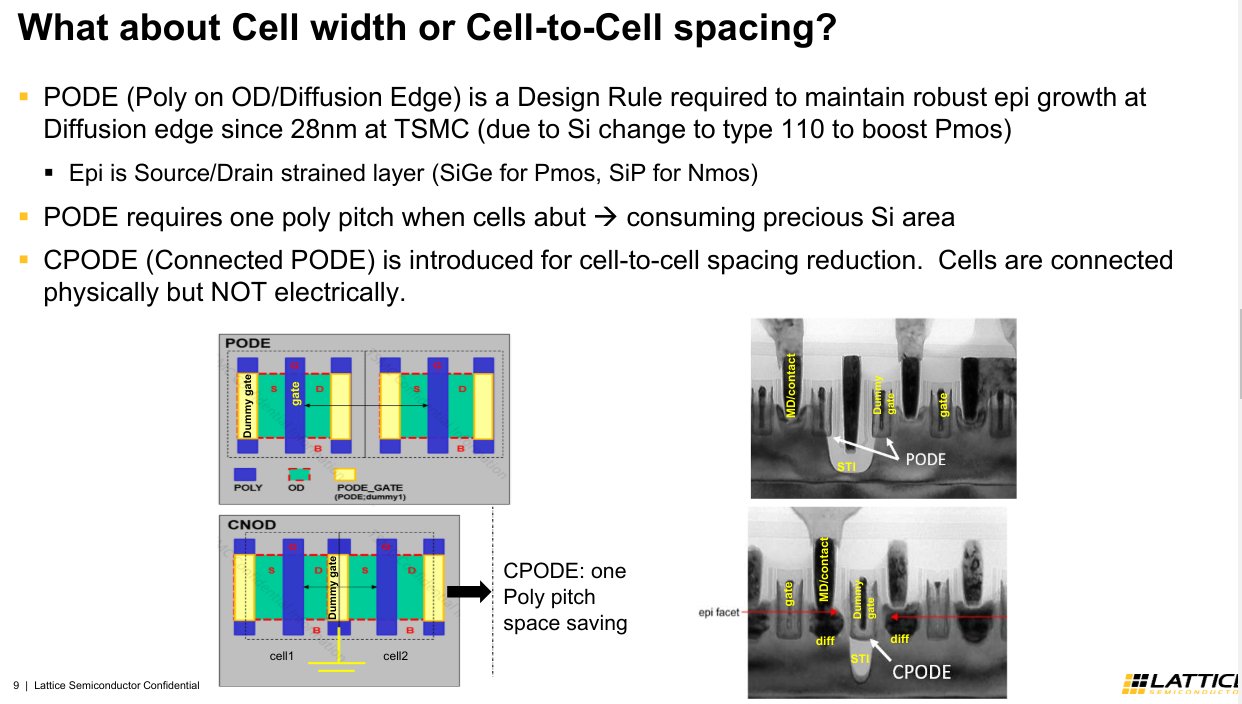 What about Cell width or Cell-to-Cell spacing?
PODE (Poly on OD/Diffusion Edge) is a Design Rule required to maintain robust epi growth at
Diffusion edge since 28nm at TSMC (due to Si change to type 110 to boost Pmos)
Epi is Source/Drain strained layer (SiGe for Pmos, SiP for Nmos)
PODE requires one poly pitch when cells abut → consuming precious Si area
CPODE (Connected PODE) is introduced for cell-to-cell spacing reduction.  Cells are connected
physically but NOT electrically.
PODE
G
G
Dummy gate
S
gate
D
S
D
B
B
POLY
OD
PODE_GATE
(PODE;dummy1)
CNOD
G
G
S
D
Dummy gate
S
D
B
B
cell1
cell2
CPODE: one
Poly pitch
space saving
MD/contact
Dummy
gate
gate
STI
PODE
gate
MD/contact
Dummy
gate
epi facet
diff
diff
STI
CPODE
9 | Lattice Semiconductor Confidential
LATTICE